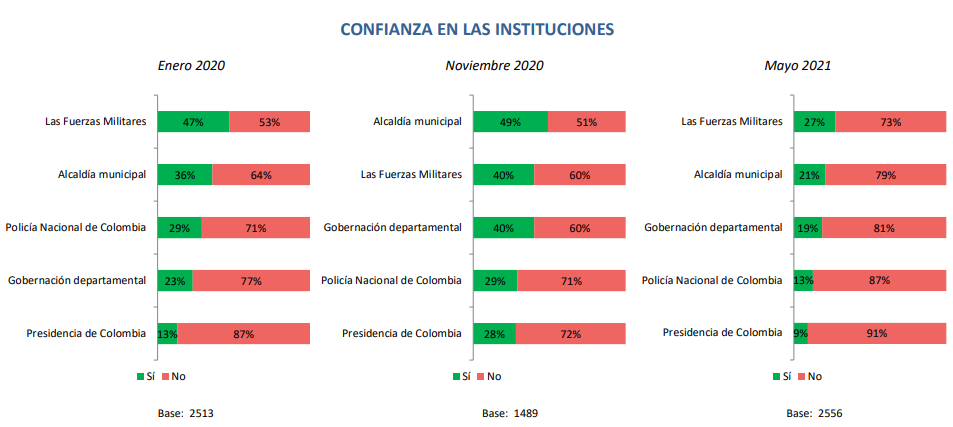 CONFIANZA EN LAS INSTITUCIONES
Enero 2020
Las Fuerzas Militares 47% 53%
Alcaldía municipal 36% 64%
Policía Nacional de Colombia 29% 71%
Gobernación departamental 23% 77%
Presidencia de Colombia 13% 87%
Sí No
Base: 2513
Noviembre 2020
Alcaldía municipal 49% 51%
Las Fuerzas Militares 40% 60%
Gobernación departamental 40% 60%
Policía Nacional de Colombia 29% 71%
Presidencia de Colombia 28% 72%
Sí No
Base: 1489
Mayo 2021
Las Fuerzas Militares 27% 73%
Alcaldía municipal 21% 79%
Gobernación departamental 19% 81%
Policía Nacional de Colombia 13% 87%
Presidencia de Colombia 9% 91%
Sí No
Base: 2556